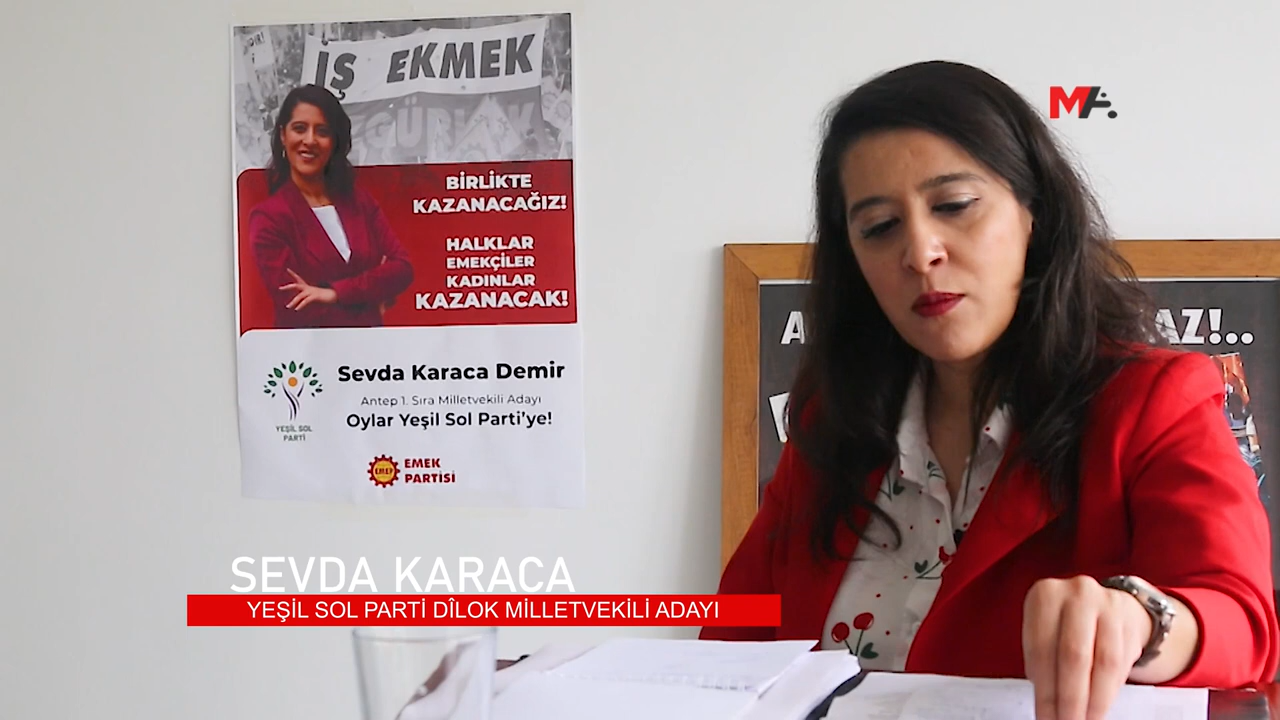 İŞ EKMEK
BİRLİKTE
KAZANACAĞIZ!
HALKLAR
EMEKÇİLER
KADINLAR
KAZANACAK!
Sevda Karaca Demir
Antep 1. Sıra Milletvekili Adayı
Oylar Yeşil Sol Parti'ye!
YEŞİL SOL
PARTİ
EMEP
EMEK
PARTİSİ
MA
SEVDA KARACA
YEŞİL SOL PARTİ DÎLOK MİLLETVEKİLİ ADAYI